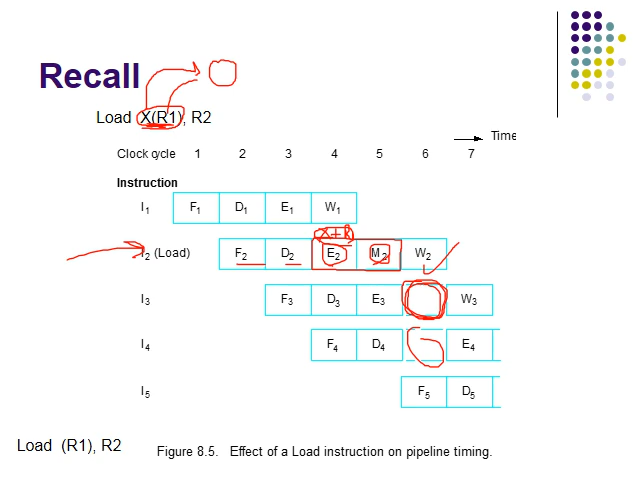 Recall
Load X(R1), R2
Time
Clock cycle 1 2 3 4 5 6 7
Instruction
I1 F1 D1 E1 W1
X+R
I2 (Load) F2 D2 E2 M2 W2
I3 F3 D3 E3 W3
I4 F4 D4 E4
I5 F5 D5
Load (R1), R2
Figure 8.5. Effect of a Load instruction on pipeline timing.